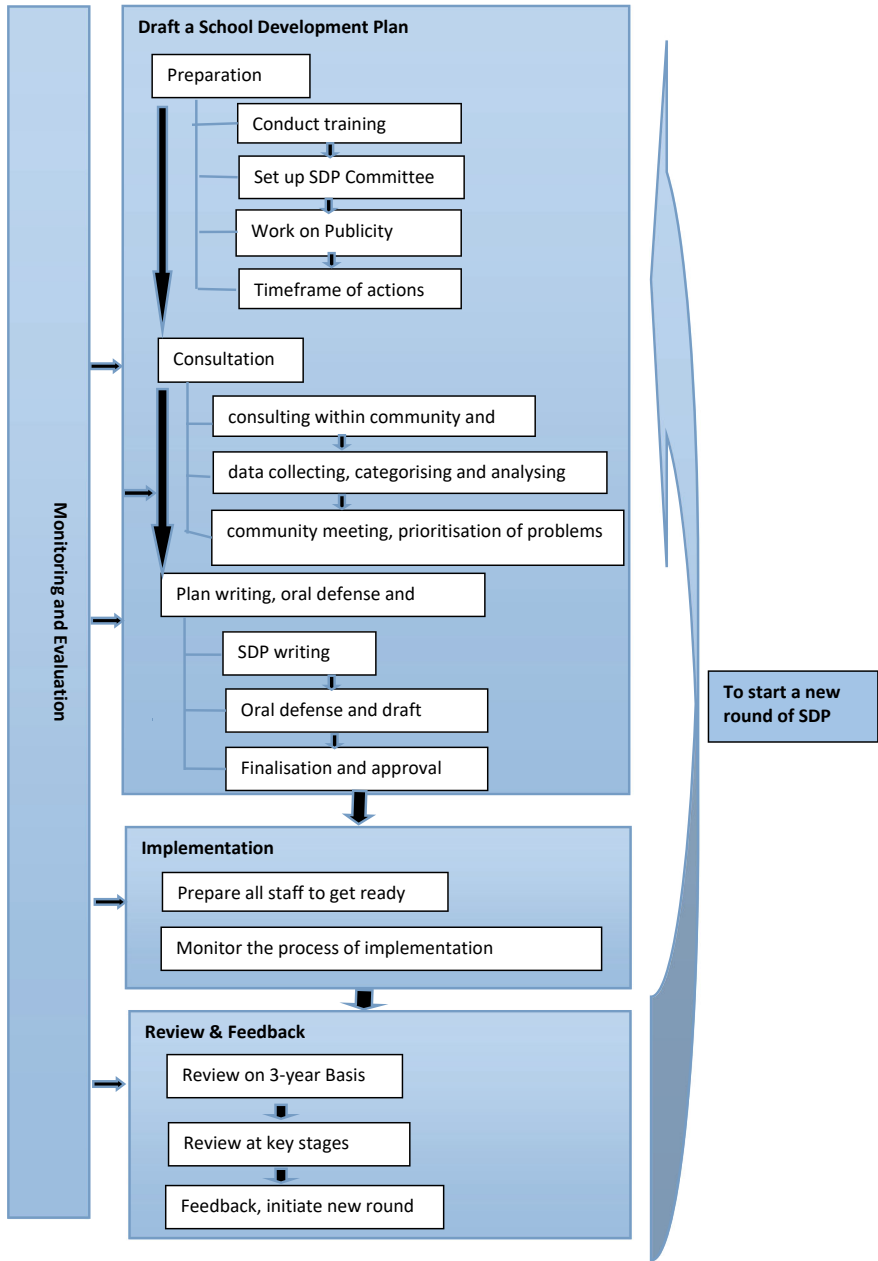 Draft a School Development Plan
Preparation
Conduct training
Set up SDP Committee
Work on Publicity
Timeframe of actions
Consultation
consulting within community and
data collecting, categorising and analysing
community meeting, prioritisation of problems
Plan writing, oral defense and
SDP writing
Oral defense and draft
Finalisation and approval
Monitoring and Evaluation
To start a new
round of SDP
Implementation
Prepare all staff to get ready
Monitor the process of implementation
Review & Feedback
Review on 3-year Basis
Review at key stages
Feedback, initiate new round